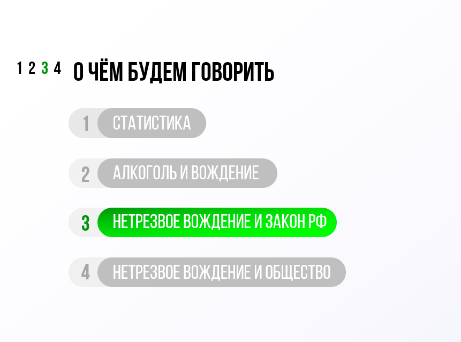 1 2 3 4 О ЧЁМ БУДЕМ ГОВОРИТЬ
1 СТАТИСТИКА
2 АЛКОГОЛЬ И ВОЖДЕНИЕ
3 НЕТРЕЗВОЕ ВОЖДЕНИЕ И ЗАКОН РФ
4 НЕТРЕЗВОЕ ВОЖДЕНИЕ И ОБЩЕСТВО